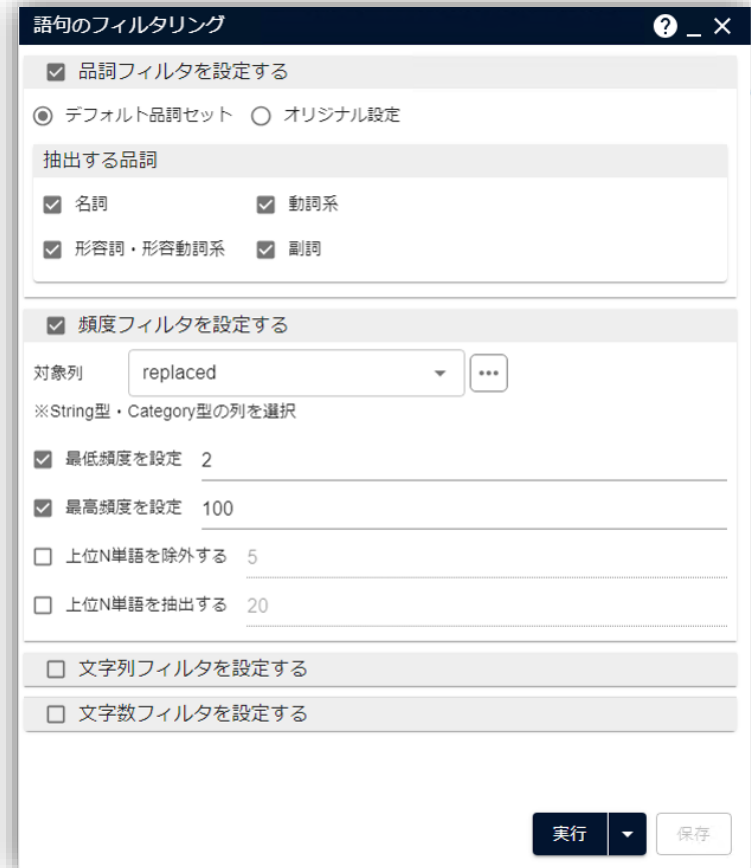 語句のフィルタリング
品詞フィルタを設定する
デフォルト品詞セット オリジナル設定
抽出する品詞
名詞 動詞系
形容詞・形容動詞系 副詞
頻度フィルタを設定する
対象列 replaced
※String型・Category型の列を選択
最低頻度を設定 2
最高頻度を設定 100
上位N単語を除外する 5
上位N単語を抽出する 20
文字列フィルタを設定する
文字数フィルタを設定する
実行 保存